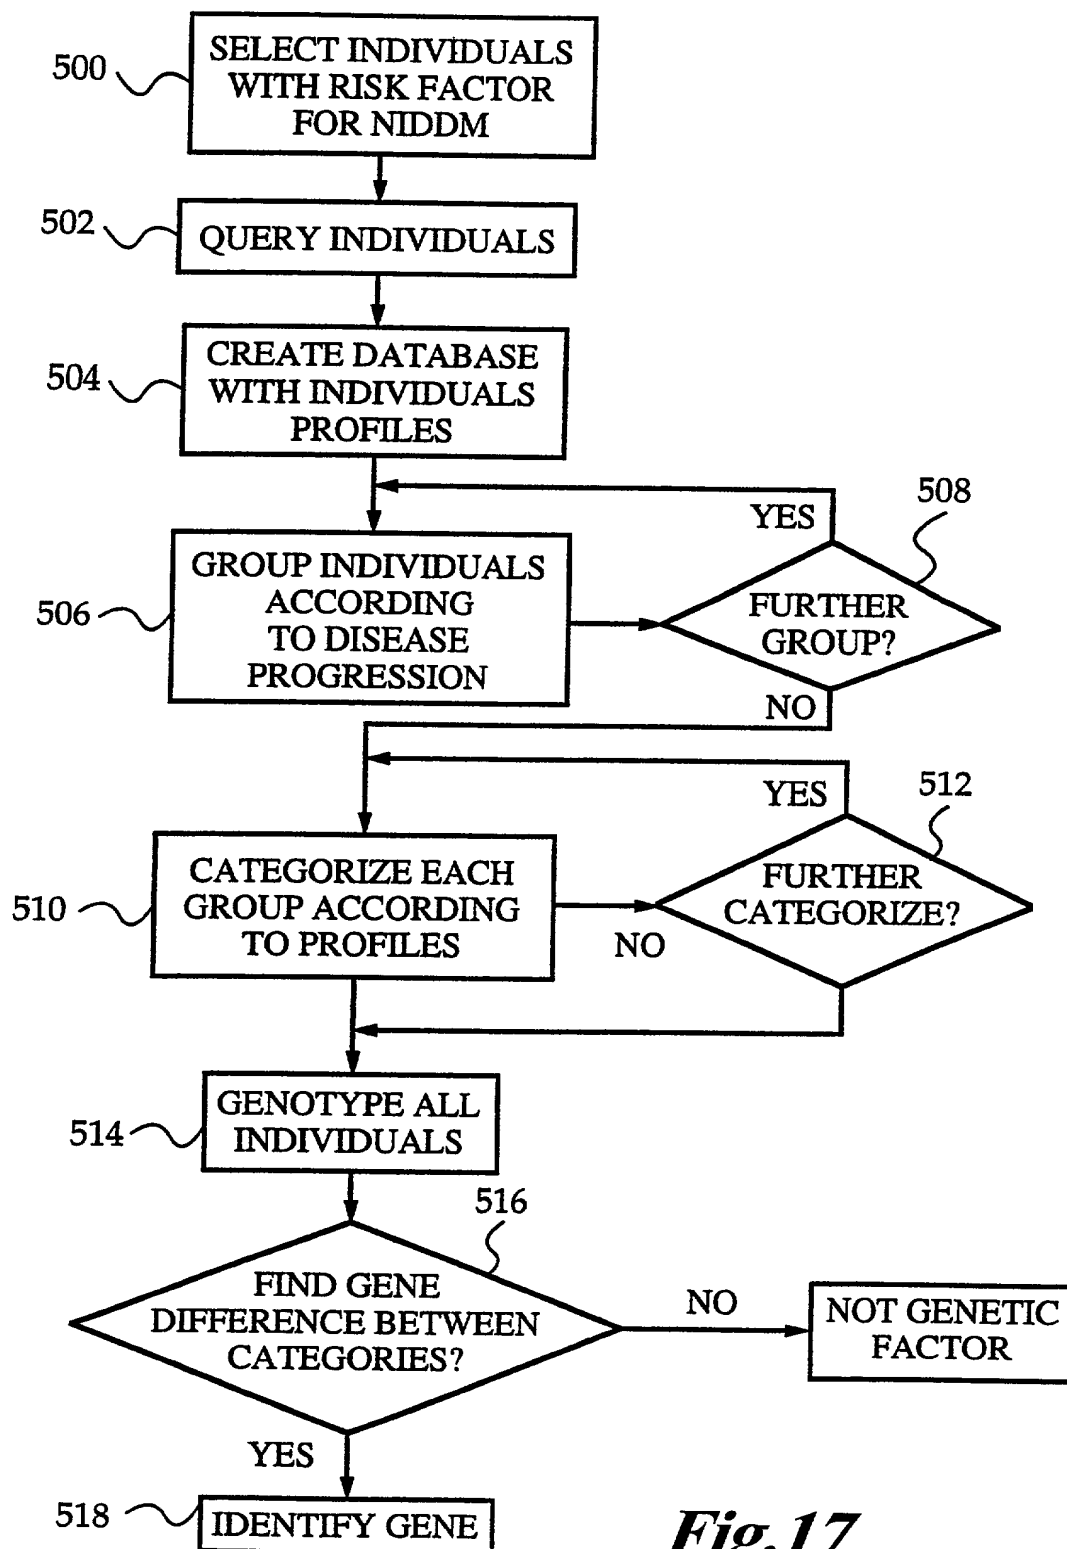 500
SELECT INDIVIDUALS
WITH RISK FACTOR
FOR NIDDM
502
QUERY INDIVIDUALS
504
CREATE DATABASE
WITH INDIVIDUALS
PROFILES
506
GROUP INDIVIDUALS
ACCORDING
TO DISEASE
PROGRESSION
508
YES
FURTHER
GROUP?
NO
510
CATEGORIZE EACH
GROUP ACCORDING
TO PROFILES
512
YES
FURTHER
CATEGORIZE?
NO
514
GENOTYPE ALL
INDIVIDUALS
516
FIND GENE
DIFFERENCE BETWEEN
CATEGORIES?
NO
NOT GENETIC
FACTOR
YES
518
IDENTIFY GENE
Fig.17